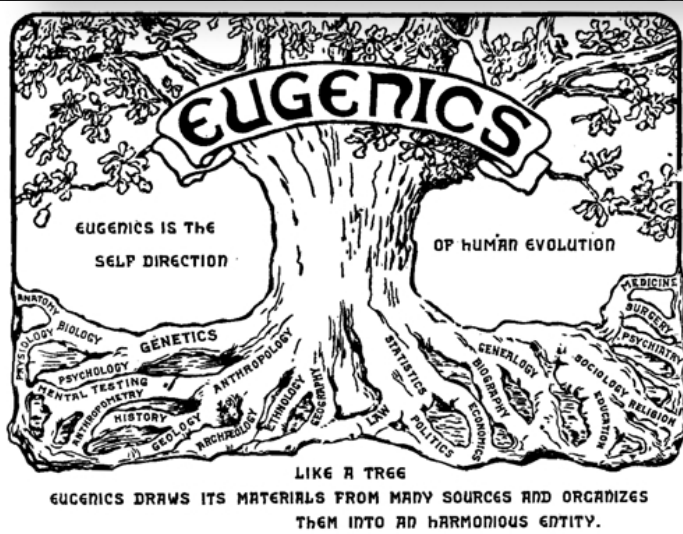 EUGENICS
EUGENICS IS THE
SELF DIRECTION
OF HUMAN EVOLUTION
ANATOMY
PHYSIOLOGY
BIOLOGY
GENETICS
PSYCHOLOGY
MENTAL TESTING
ANTHROPOMETRY
HISTORY
GEOLOGY
ANTHROPOLOGY
ARCHAEOLOGY
ETHNOLOGY
GEOGRAPHY
LAW
STATISTICS
POLITICS
ECONOMICS
GENEALOGY
BIOGRAPHY
SOCIOLOGY
EDUCATION
RELIGION
PSYCHIATRY
SURGERY
MEDICINE
LIKE A TREE
EUGENICS DRAWS ITS MATERIALS FROM MANY SOURCES AND ORGANIZES
THEM INTO AN HARMONIOUS ENTITY.